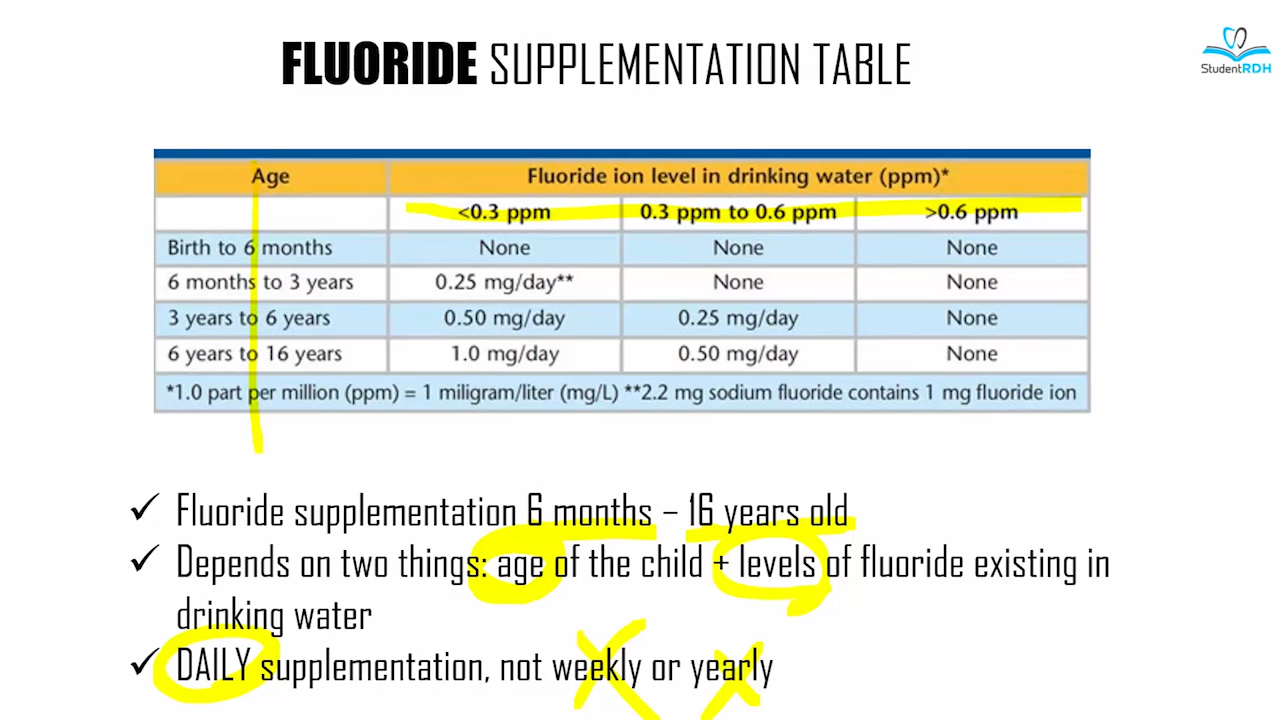 FLUORIDE SUPPLEMENTATION TABLE
StudentRDH
Age Fluoride ion level in drinking water (ppm)*
<0.3 ppm 0.3 ppm to 0.6 ppm >0.6 ppm
Birth to 6 months None None None
6 months to 3 years 0.25 mg/day** None None
3 years to 6 years 0.50 mg/day 0.25 mg/day None
6 years to 16 years 1.0 mg/day 0.50 mg/day None
*1.0 part per million (ppm) = 1 miligram/liter (mg/L) **2.2 mg sodium fluoride contains 1 mg fluoride ion
✓ Fluoride supplementation 6 months – 16 years old
✓ Depends on two things: age of the child + levels of fluoride existing in
drinking water
✓ DAILY supplementation, not weekly or yearly